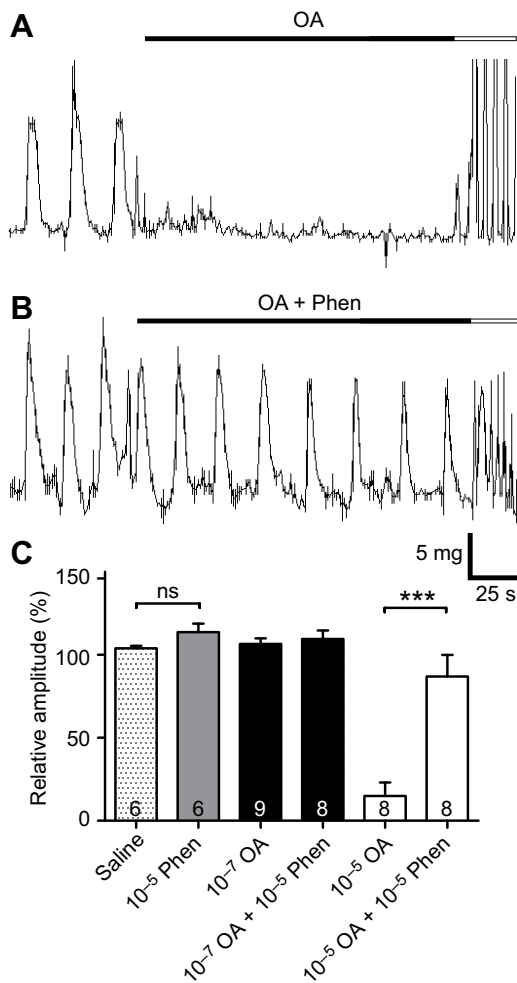 A
OA
B
OA + Phen
5 mg
25 s
C
150
100
50
0
Relative amplitude (%)
ns
***
6
6
9
8
8
8
Saline
10–5 Phen
10–7 OA
10–7 OA + 10–5 Phen
10–5 OA
10–5 OA + 10–5 Phen